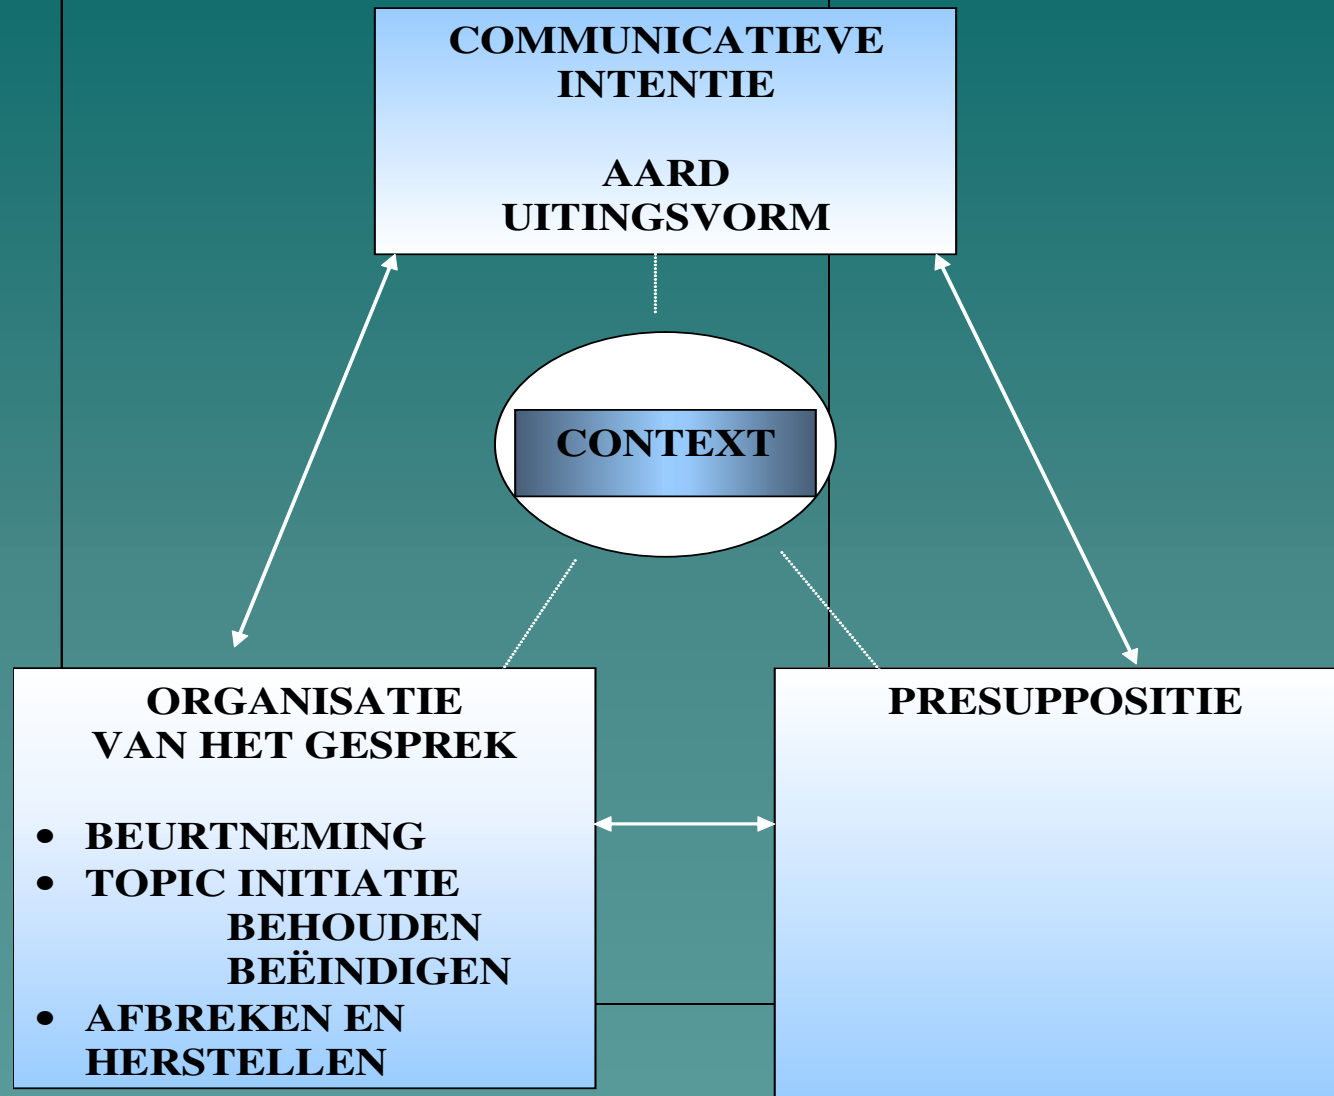 COMMUNICATIEVE
INTENTIE
AARD
UITINGSVORM
CONTEXT
ORGANISATIE
VAN HET GESPREK
• BEURTNEMING
• TOPIC INITIATIE
BEHOUDEN
BEËINDIGEN
• AFBREKEN EN
HERSTELLEN
PRESUPPOSITIE